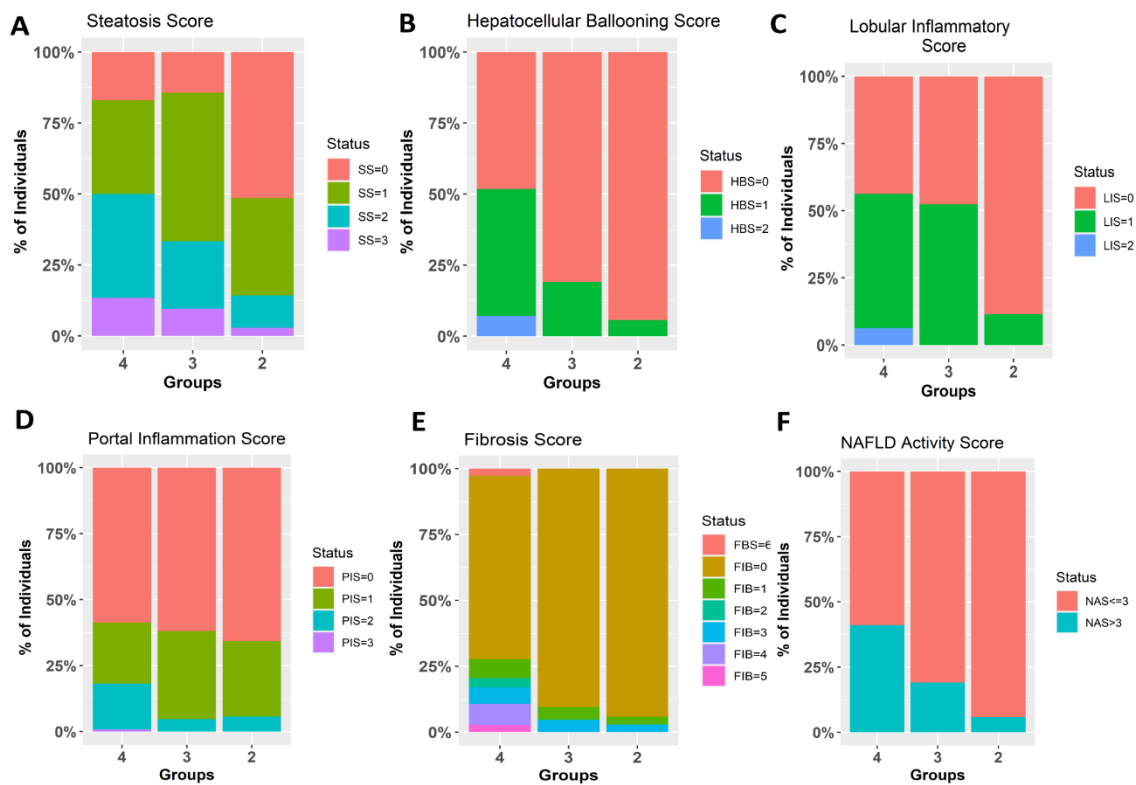 A
Steatosis Score
100%
75%
50%
25%
0%
% of Individuals
4 3 2
Groups
Status
SS=0
SS=1
SS=2
SS=3
B
Hepatocellular Ballooning Score
100%
75%
50%
25%
0%
% of Individuals
4 3 2
Groups
Status
HBS=0
HBS=1
HBS=2
C
Lobular Inflammatory
Score
100%
75%
50%
25%
0%
% of Individuals
4 3 2
Groups
Status
LIS=0
LIS=1
LIS=2
D
Portal Inflammation Score
100%
75%
50%
25%
0%
% of Individuals
4 3 2
Groups
Status
PIS=0
PIS=1
PIS=2
PIS=3
E
Fibrosis Score
100%
75%
50%
25%
0%
% of Individuals
4 3 2
Groups
Status
FBS=6
FIB=0
FIB=1
FIB=2
FIB=3
FIB=4
FIB=5
F
NAFLD Activity Score
100%
75%
50%
25%
0%
% of Individuals
4 3 2
Groups
Status
NAS<=3
NAS>3